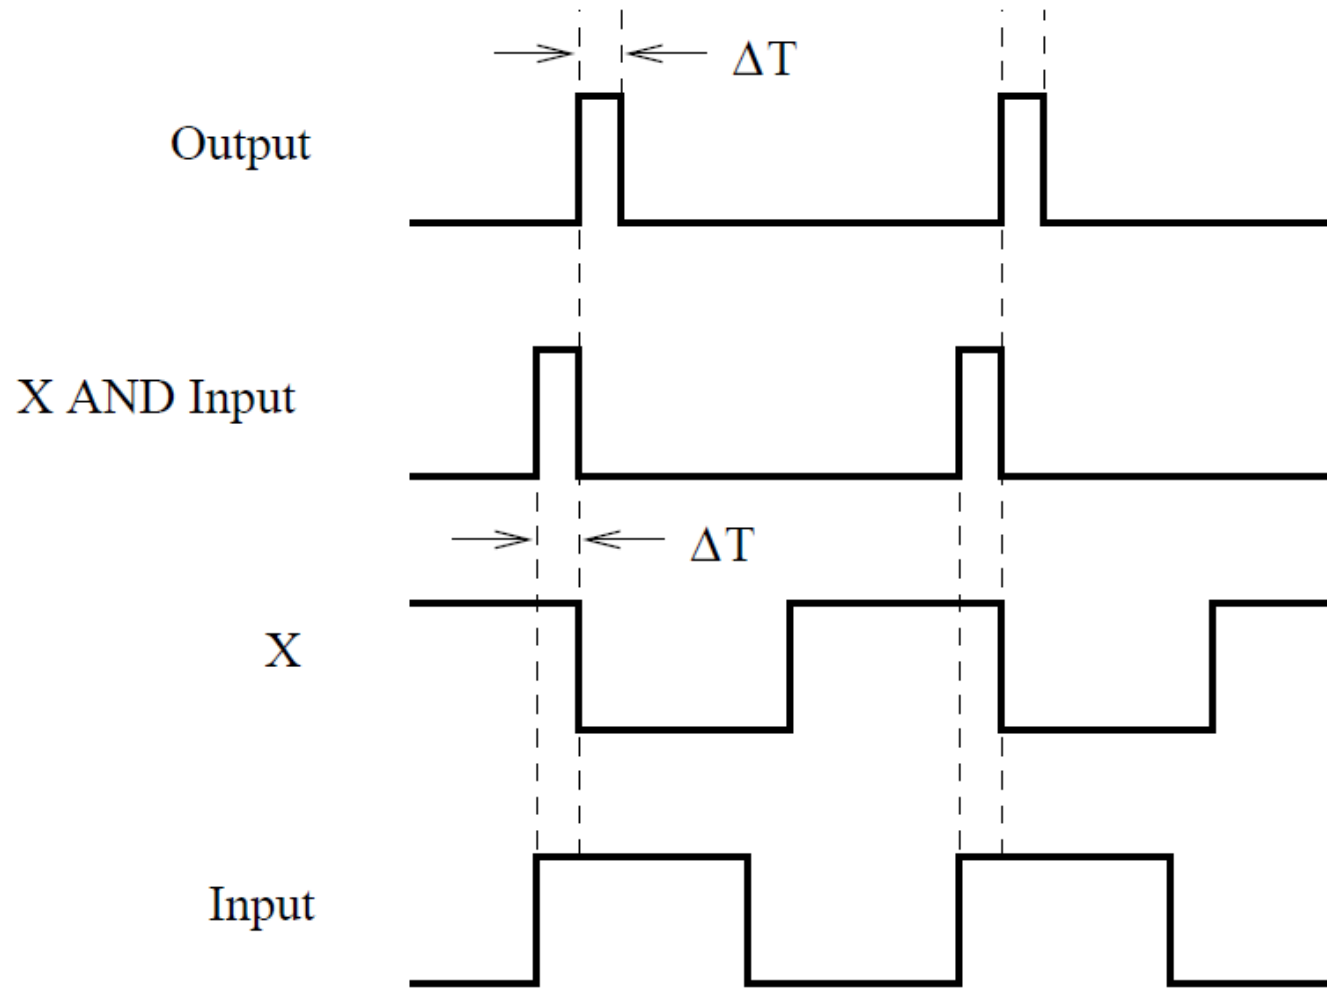 ΔT
Output
X AND Input
ΔT
X
Input